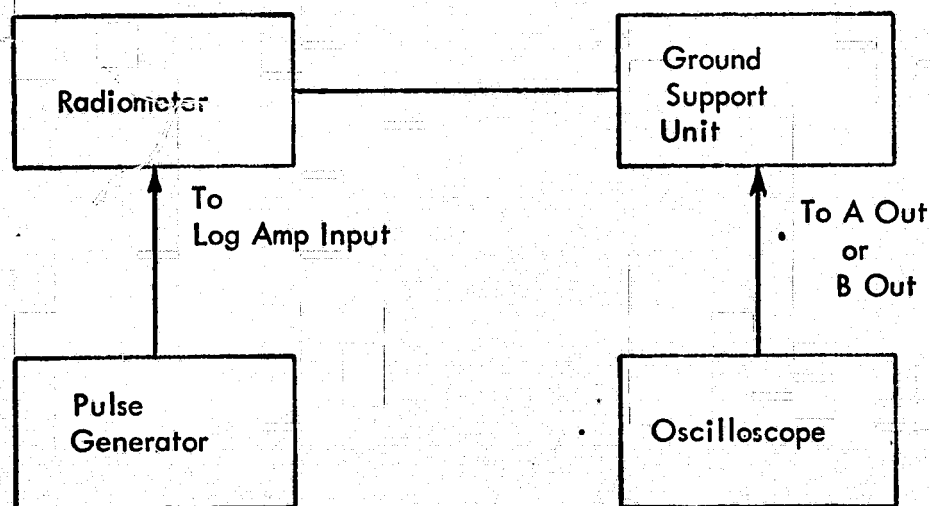 Radiometer
Ground
Support
Unit
To
Log Amp Input
To A Out
or
B Out
Pulse
Generator
Oscilloscope